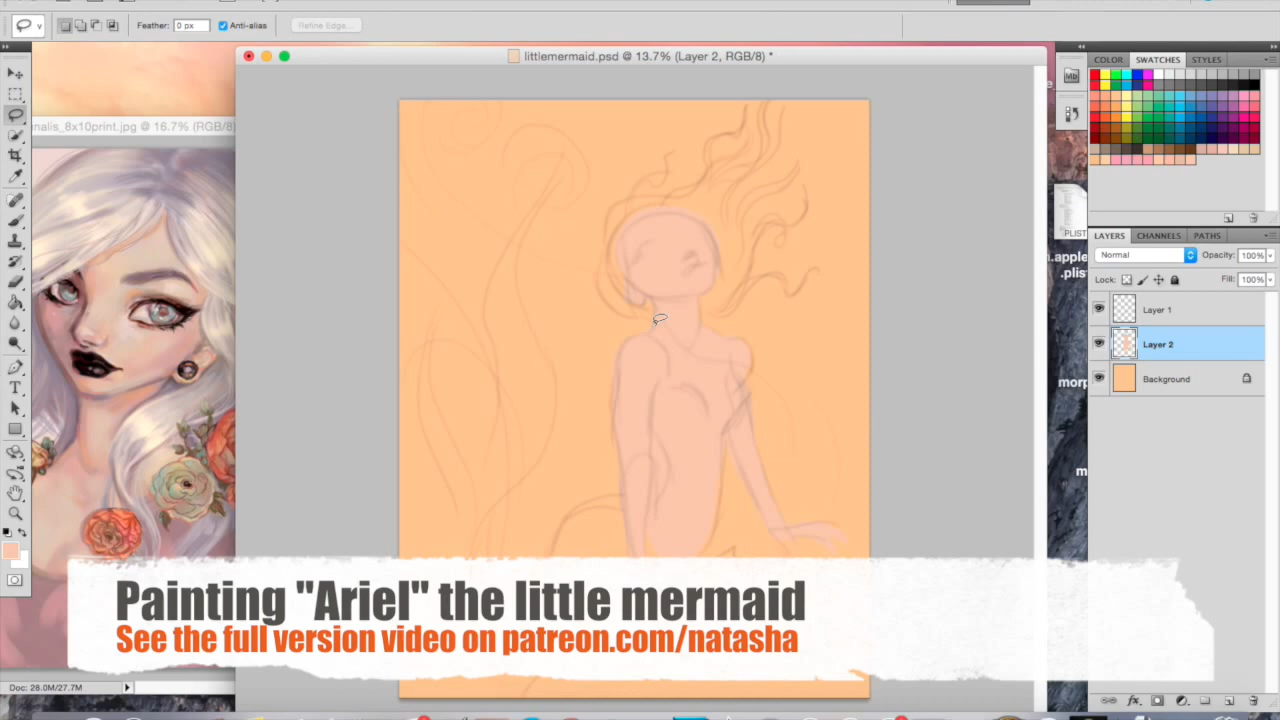 Feather: 0 px Anti-alias Refine Edge...
littlemermaid.psd @ 13.7% (Layer 2, RGB/8) *
nalis_8x10print.jpg @ 16.7% (RGB/8)
COLOR SWATCHES STYLES
Mb
PLIST
.plist
LAYERS CHANNELS PATHS
Normal Opacity: 100%
Lock: Fill: 100%
Layer 1
Layer 2
Background
Painting "Ariel" the little mermaid
See the full version video on patreon.com/natasha
Doc: 28.0M/27.7M